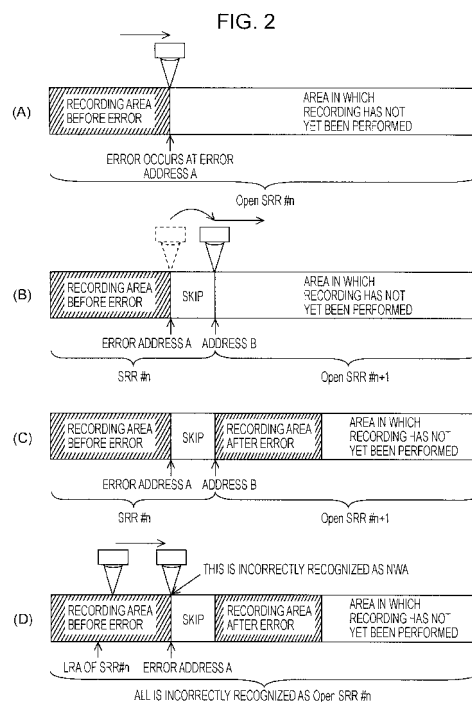 FIG. 2
(A)
RECORDING AREA
BEFORE ERROR
AREA IN WHICH
RECORDING HAS NOT
YET BEEN PERFORMED
ERROR OCCURS AT ERROR
ADDRESS A
Open SRR #n
(B)
RECORDING AREA
BEFORE ERROR
SKIP
AREA IN WHICH
RECORDING HAS NOT
YET BEEN PERFORMED
ERROR ADDRESS A
ADDRESS B
SRR #n
Open SRR #n+1
(C)
RECORDING AREA
BEFORE ERROR
SKIP
RECORDING AREA
AFTER ERROR
AREA IN WHICH
RECORDING HAS NOT
YET BEEN PERFORMED
ERROR ADDRESS A
ADDRESS B
SRR #n
Open SRR #n+1
THIS IS INCORRECTLY RECOGNIZED AS NWA
(D)
RECORDING AREA
BEFORE ERROR
SKIP
RECORDING AREA
AFTER ERROR
AREA IN WHICH
RECORDING HAS NOT
YET BEEN PERFORMED
LRA OF SRR#n
ERROR ADDRESS A
ALL IS INCORRECTLY RECOGNIZED AS Open SRR #n